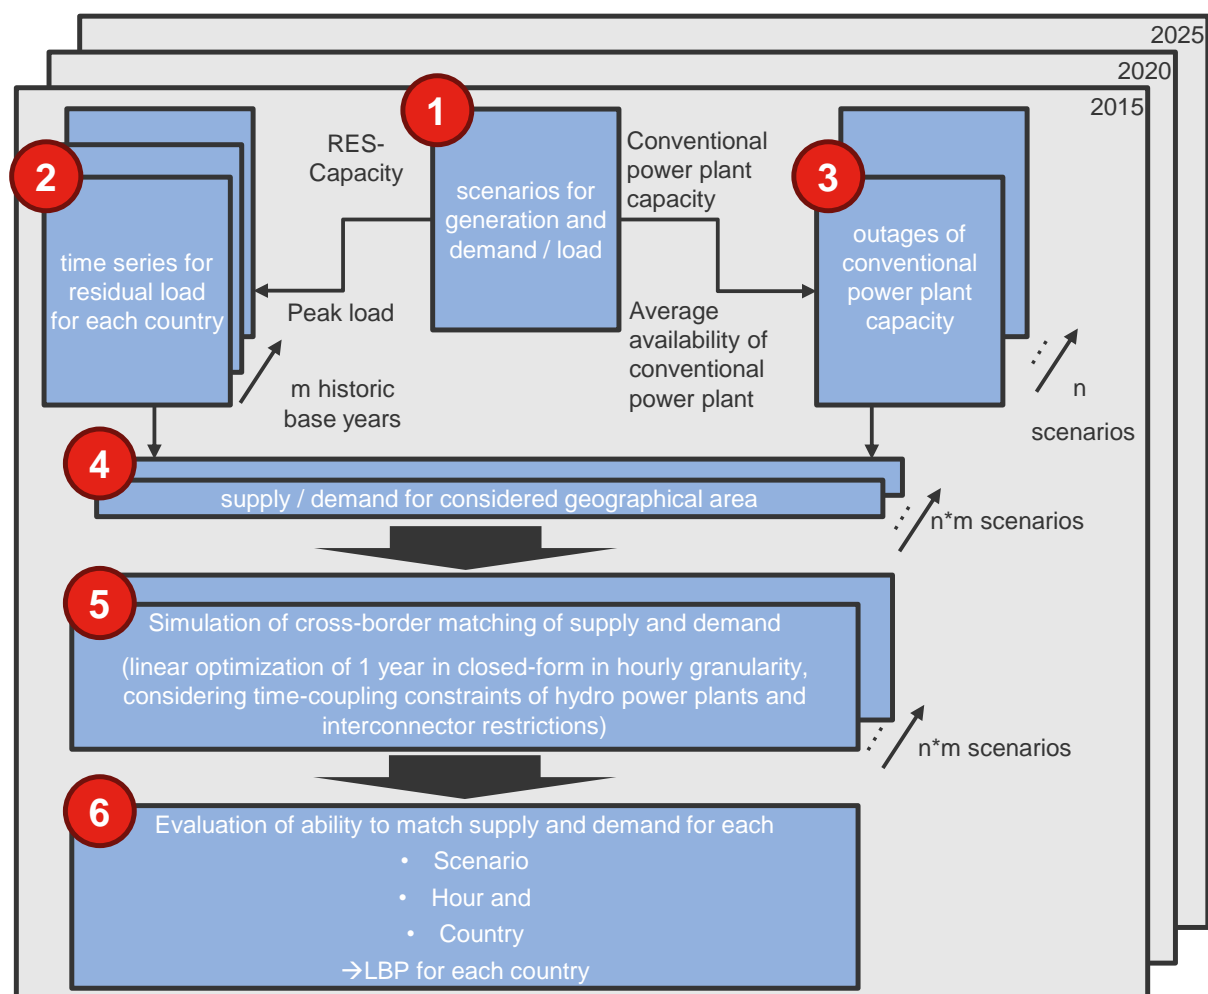 2025
2020
2015
1
RES-
Capacity
Conventional
power plant
capacity
2
3
scenarios for
generation and
demand / load
time series for
residual load
for each country
outages of
conventional
power plant
capacity
Peak load
Average
availability of
conventional
power plant
m historic
base years
n
scenarios
4
supply / demand for considered geographical area
n*m scenarios
5
Simulation of cross-border matching of supply and demand
(linear optimization of 1 year in closed-form in hourly granularity,
considering time-coupling constraints of hydro power plants and
interconnector restrictions)
n*m scenarios
6
Evaluation of ability to match supply and demand for each
• Scenario
• Hour and
• Country
→LBP for each country